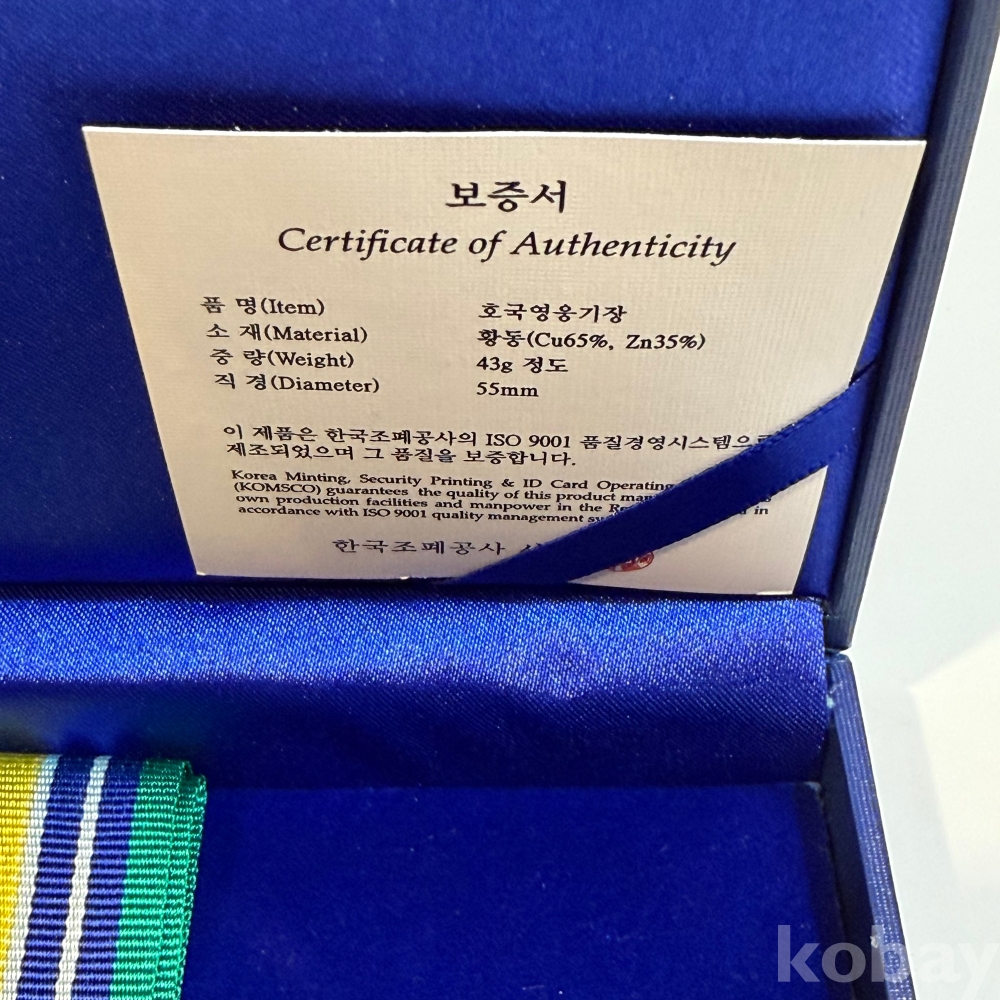 보증서
Certificate of Authenticity
품 명(Item) 호국영웅기장
소 재(Material) 황동(Cu65%, Zn35%)
중 량(Weight) 43g 정도
직 경(Diameter) 55mm
이 제품은 한국조폐공사의 ISO 9001 품질경영시스템으로
제조되었으며 그 품질을 보증합니다.
Korea Minting, Security Printing & ID Card Operating
(KOMSCO) guarantees the quality of this product
own production facilities and manpower in the in
accordance with ISO 9001 quality management
한국조폐공사
kobay